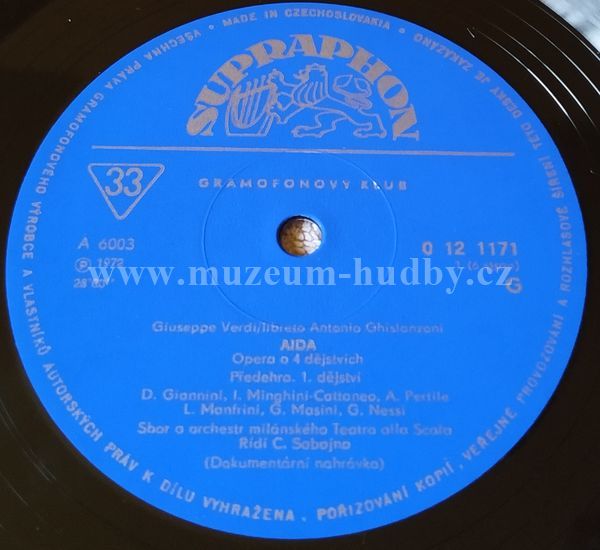 VŠECHNA PRÁVA GRAMOFONOVÉHO VÝROBCE A VLASTNÍKŮ AUTORSKÝCH PRÁV K DÍLU VYHRAŽENA. POŘIZOVÁNÍ KOPIÍ, VEŘEJNÉ PROVOZOVÁNÍ A ROZHLASOVÉ ŠÍŘENÍ TÉTO DESKY JE ZAKÁZÁNO
• MADE IN CZECHOSLOVAKIA •
SUPRAPHON
33
GRAMOFONOVÝ KLUB
A 6003
0 12 1171
℗ 1972
G
www.muzeum-hudby.cz
Giuseppe Verdi/libreto Antonio Ghislanzoni
AIDA
Opera o 4 dějstvích
Předehra. 1. dějství
D. Giannini, I. Minghini-Cattaneo, A. Pertile
L. Manfrini, G. Masini, G. Nessi
Sbor a orchestr milánského Teatro alla Scala
Řídí C. Sabajno
(Dokumentární nahrávka)